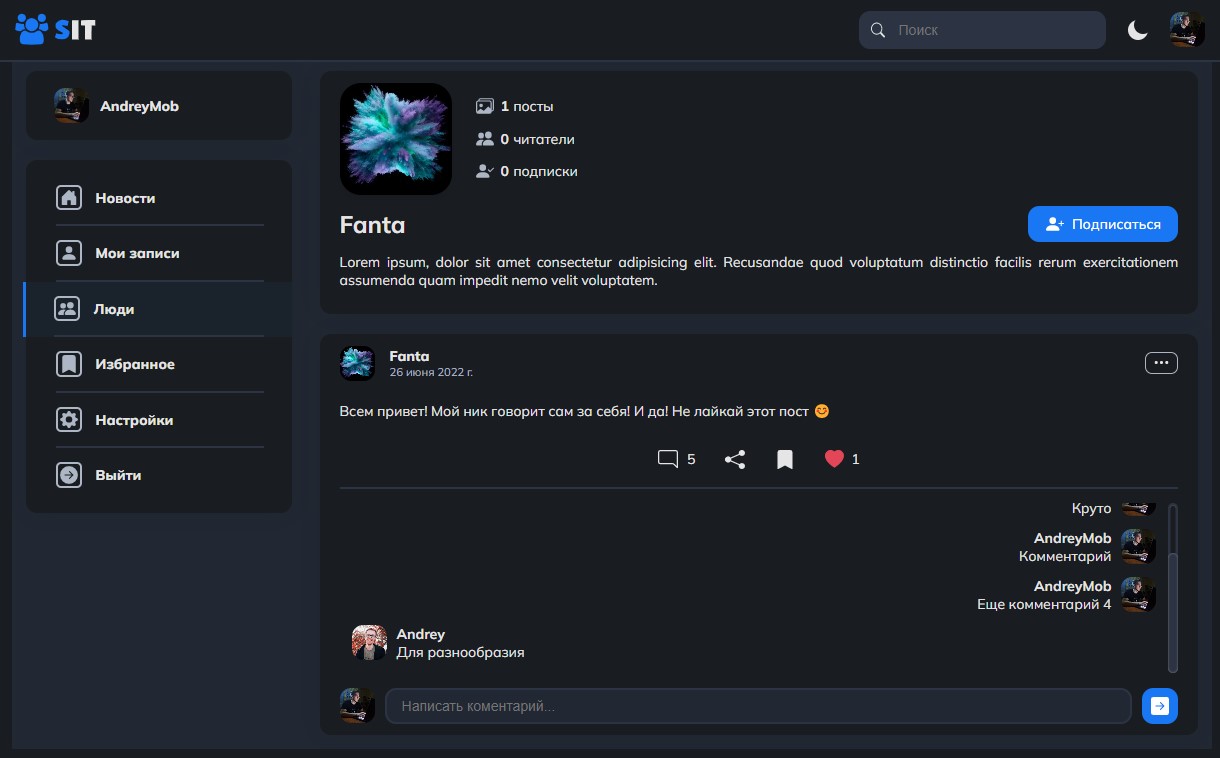 SIT
Поиск
AndreyMob
Новости
Мои записи
Люди
Избранное
Настройки
Выйти
1 посты
0 читатели
0 подписки
Fanta
Подписаться
Lorem ipsum, dolor sit amet consectetur adipisicing elit. Recusandae quod voluptatum distinctio facilis rerum exercitationem
assumenda quam impedit nemo velit voluptatem.
Fanta
26 июня 2022 г.
Всем привет! Мой ник говорит сам за себя! И да! Не лайкай этот пост 😊
5
1
Круто
AndreyMob
Комментарий
AndreyMob
Еще комментарий 4
Andrey
Для разнообразия
Написать коментарий...